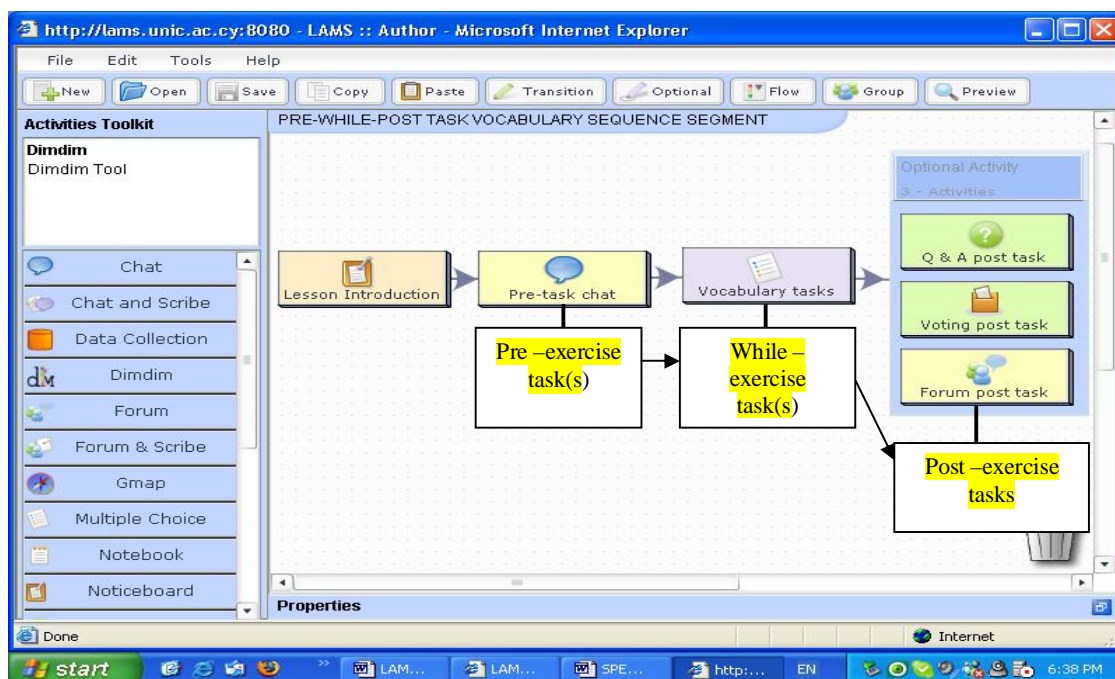 http://lams.unic.ac.cy:8080 - LAMS :: Author - Microsoft Internet Explorer
File Edit Tools Help
New Open Save Copy Paste Transition Optional Flow Group Preview
Activities Toolkit
PRE-WHILE-POST TASK VOCABULARY SEQUENCE SEGMENT
Dimdim
Dimdim Tool
Optional Activity
3 - Activities
Chat
Chat and Scribe
Data Collection
Dimdim
Forum
Forum & Scribe
Gmap
Multiple Choice
Notebook
Noticeboard
Lesson Introduction
Pre-task chat
Vocabulary tasks
Q & A post task
Voting post task
Forum post task
Pre –exercise
task(s)
While –
exercise
task(s)
Post –exercise
tasks
Properties
Done
Internet
start
LAM...
LAM...
SPE...
http:...
EN
6:38 PM